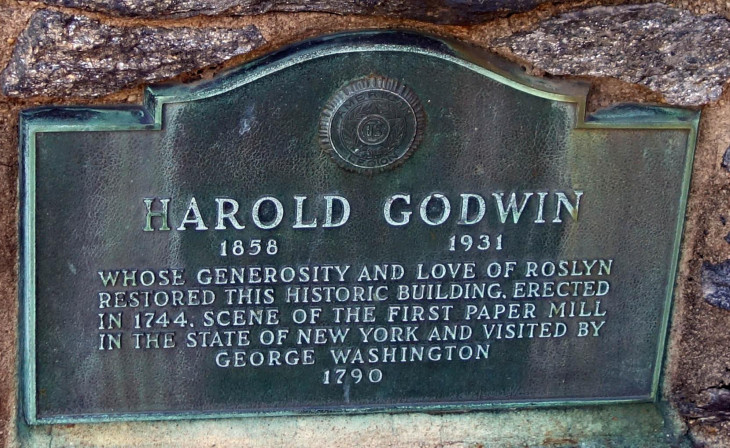 HAROLD GODWIN
1858 1931
WHOSE GENEROSITY AND LOVE OF ROSLYN
RESTORED THIS HISTORIC BUILDING, ERECTED
IN 1744. SCENE OF THE FIRST PAPER MILL
IN THE STATE OF NEW YORK AND VISITED BY
GEORGE WASHINGTON
1790